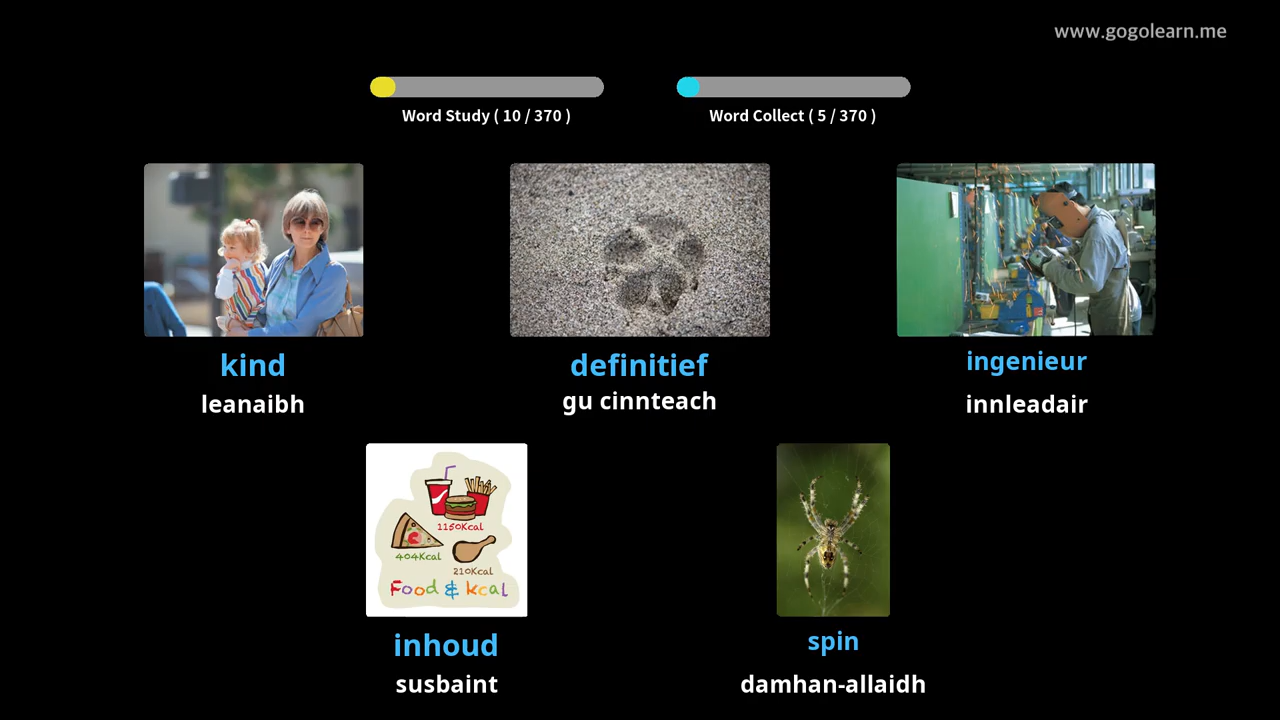 www.gogolearn.me
Word Study ( 10 / 370 )
Word Collect ( 5 / 370 )
kind
leanaibh
definitief
gu cinnteach
ingenieur
innleadair
1150Kcal
404Kcal
210Kcal
Food & kcal
inhoud
susbaint
spin
damhan-allaidh